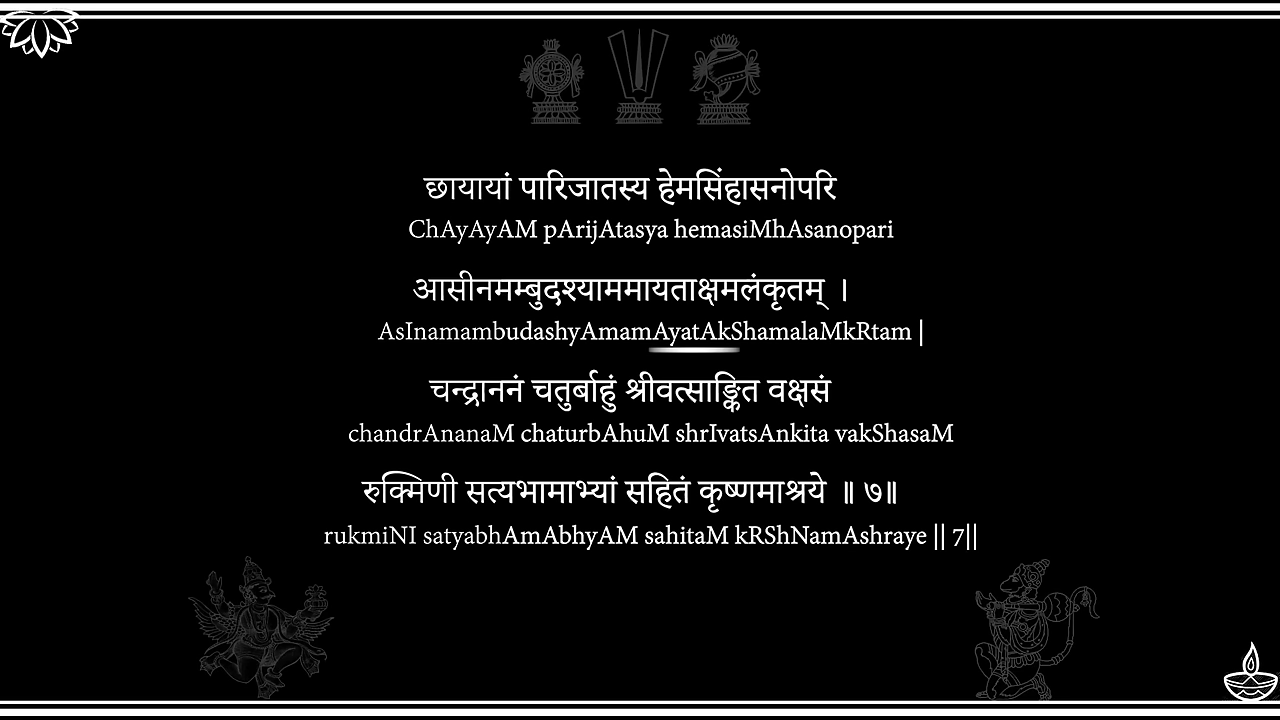 छायायां पारिजातस्य हेमसिंहासनोपरि
ChAyAyAM pArijAtasya hemasiMhAsanopari
आसीनमम्बुदश्याममायताक्षमलंकृतम् ।
AsInamambudashyAmamAyatAkShamalaMkRtam |
चन्द्राननं चतुर्बाहुं श्रीवत्साङ्कित वक्षसं
chandrAnanaM chaturbAhuM shrIvatsAnkita vakShasaM
रुक्मिणी सत्यभामाभ्यां सहितं कृष्णमाश्रये ॥ ७॥
rukmiNI satyabhAmAbhyAM sahitaM kRShNamAshraye || 7||